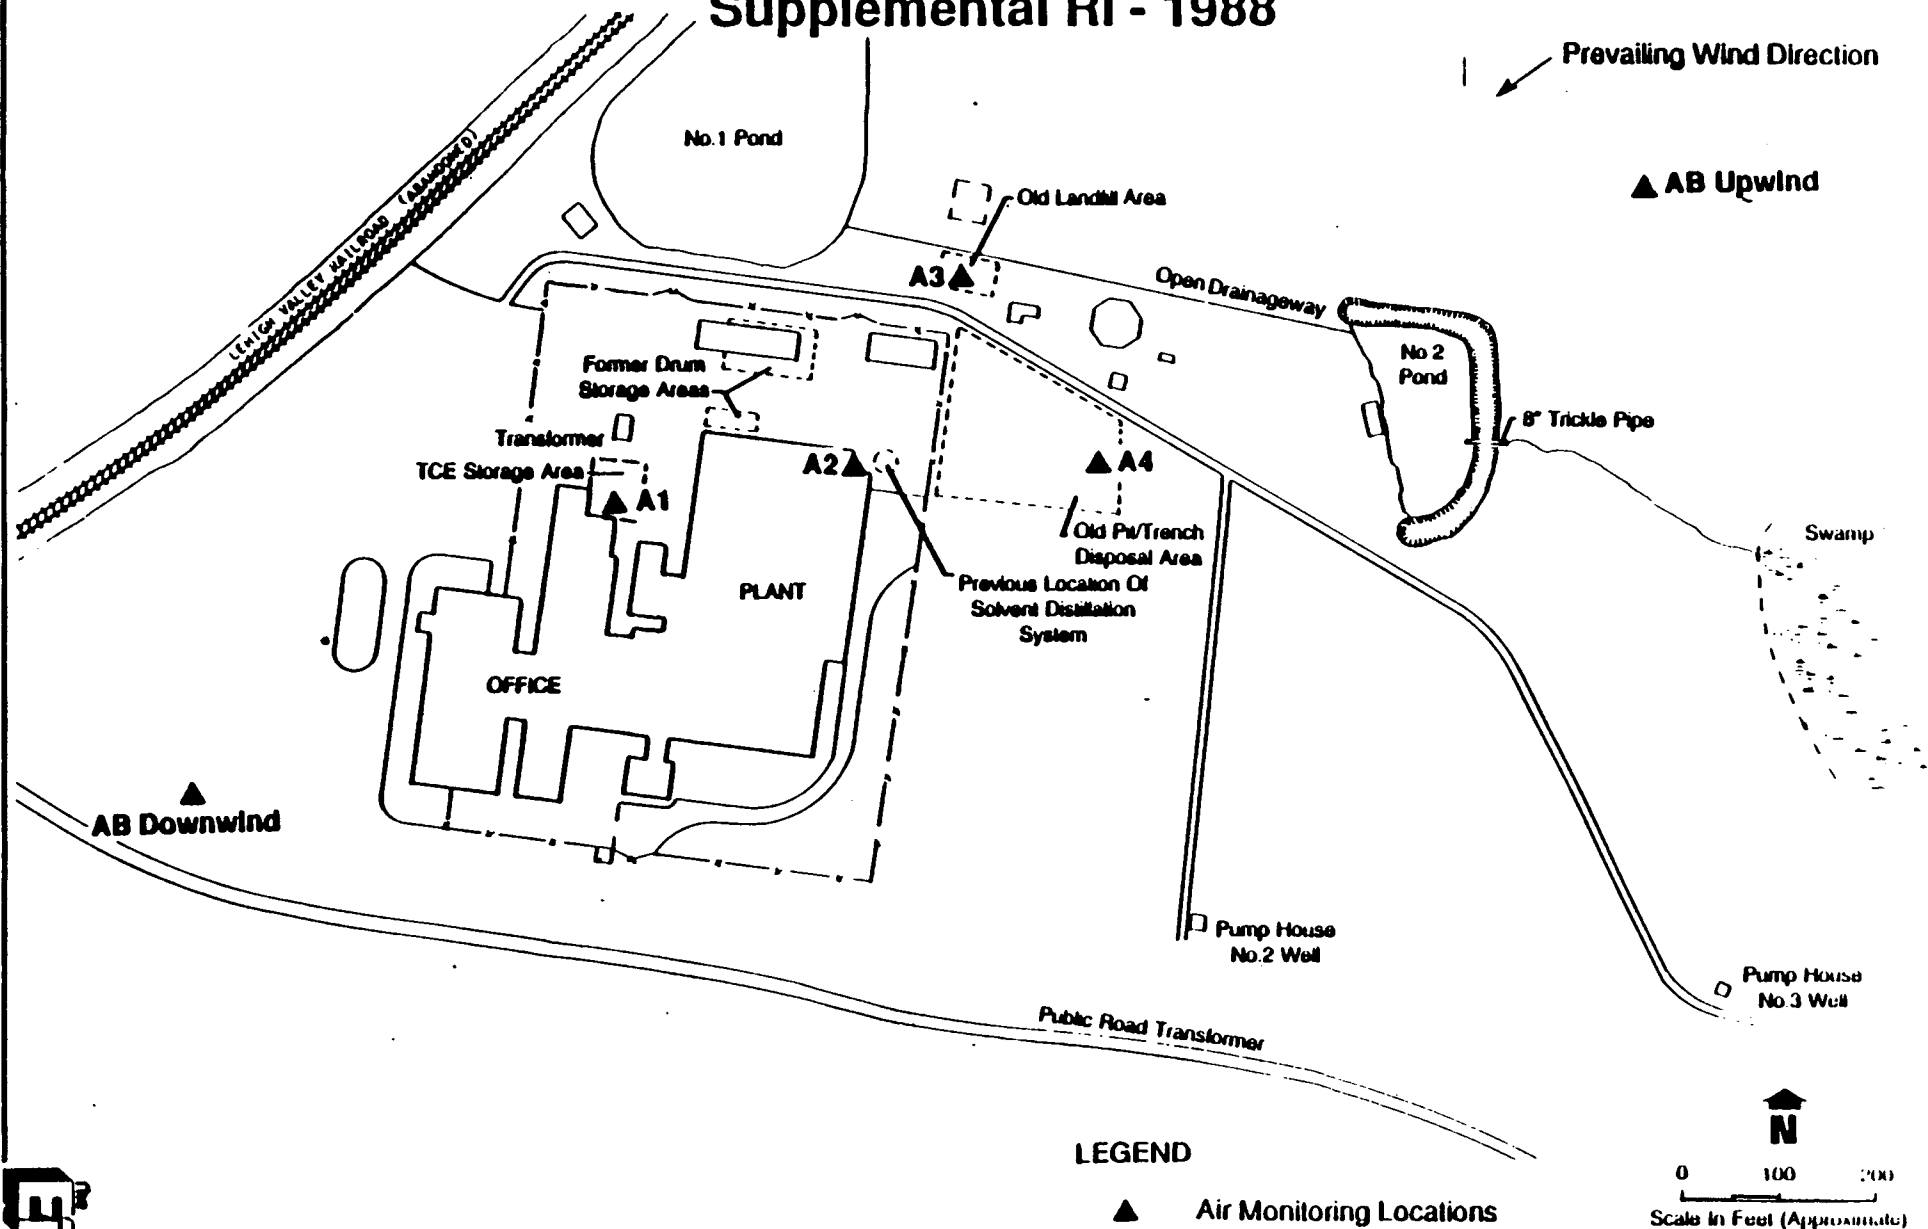 Supplemental RI - 1988
Prevailing Wind Direction
No.1 Pond
AB Upwind
LEHIGH VALLEY RAILROAD (ABANDONED)
Old Landfill Area
A3
Open Drainageway
No 2
Pond
Former Drum
Storage Areas
8" Trickle Pipe
Transformer
TCE Storage Area
A2
A4
A1
Old Pit/Trench
Disposal Area
Swamp
PLANT
Previous Location Of
Solvent Distillation
System
OFFICE
AB Downwind
Pump House
No.2 Well
Pump House
No.3 Well
Public Road Transformer
N
LEGEND
0 100 200
Air Monitoring Locations
Scale In Feet (Approximate)